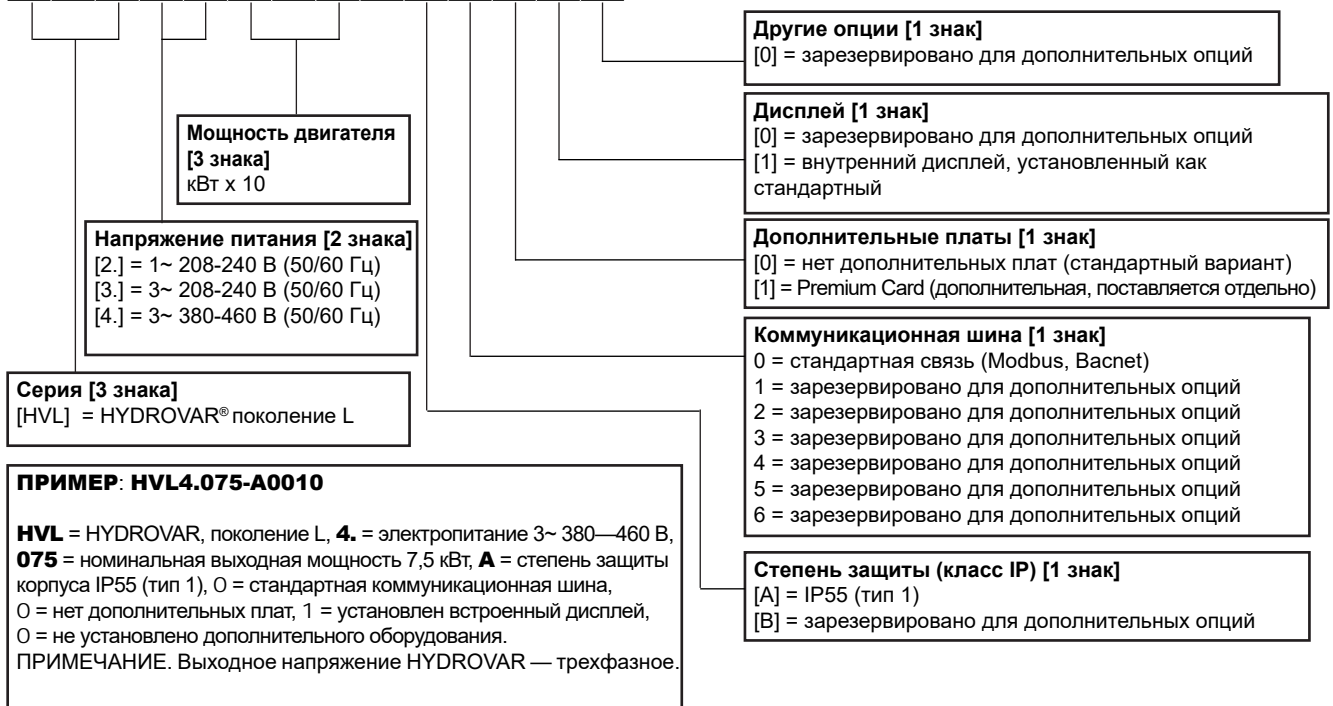 Другие опции [1 знак]
[0] = зарезервировано для дополнительных опций
Дисплей [1 знак]
[0] = зарезервировано для дополнительных опций
[1] = внутренний дисплей, установленный как
стандартный
Мощность двигателя
[3 знака]
кВт x 10
Напряжение питания [2 знака]
[2.] = 1~ 208-240 В (50/60 Гц)
[3.] = 3~ 208-240 В (50/60 Гц)
[4.] = 3~ 380-460 В (50/60 Гц)
Дополнительные платы [1 знак]
[0] = нет дополнительных плат (стандартный вариант)
[1] = Premium Card (дополнительная, поставляется отдельно)
Коммуникационная шина [1 знак]
0 = стандартная связь (Modbus, Bacnet)
1 = зарезервировано для дополнительных опций
2 = зарезервировано для дополнительных опций
3 = зарезервировано для дополнительных опций
4 = зарезервировано для дополнительных опций
5 = зарезервировано для дополнительных опций
6 = зарезервировано для дополнительных опций
Серия [3 знака]
[HVL] = HYDROVAR® поколение L
ПРИМЕР: HVL4.075-A0010
HVL = HYDROVAR, поколение L, 4. = электропитание 3~ 380—460 В,
075 = номинальная выходная мощность 7,5 кВт, A = степень защиты
корпуса IP55 (тип 1), 0 = стандартная коммуникационная шина,
0 = нет дополнительных плат, 1 = установлен встроенный дисплей,
0 = не установлено дополнительного оборудования.
ПРИМЕЧАНИЕ. Выходное напряжение HYDROVAR — трехфазное.
Степень защиты (класс IP) [1 знак]
[A] = IP55 (тип 1)
[B] = зарезервировано для дополнительных опций